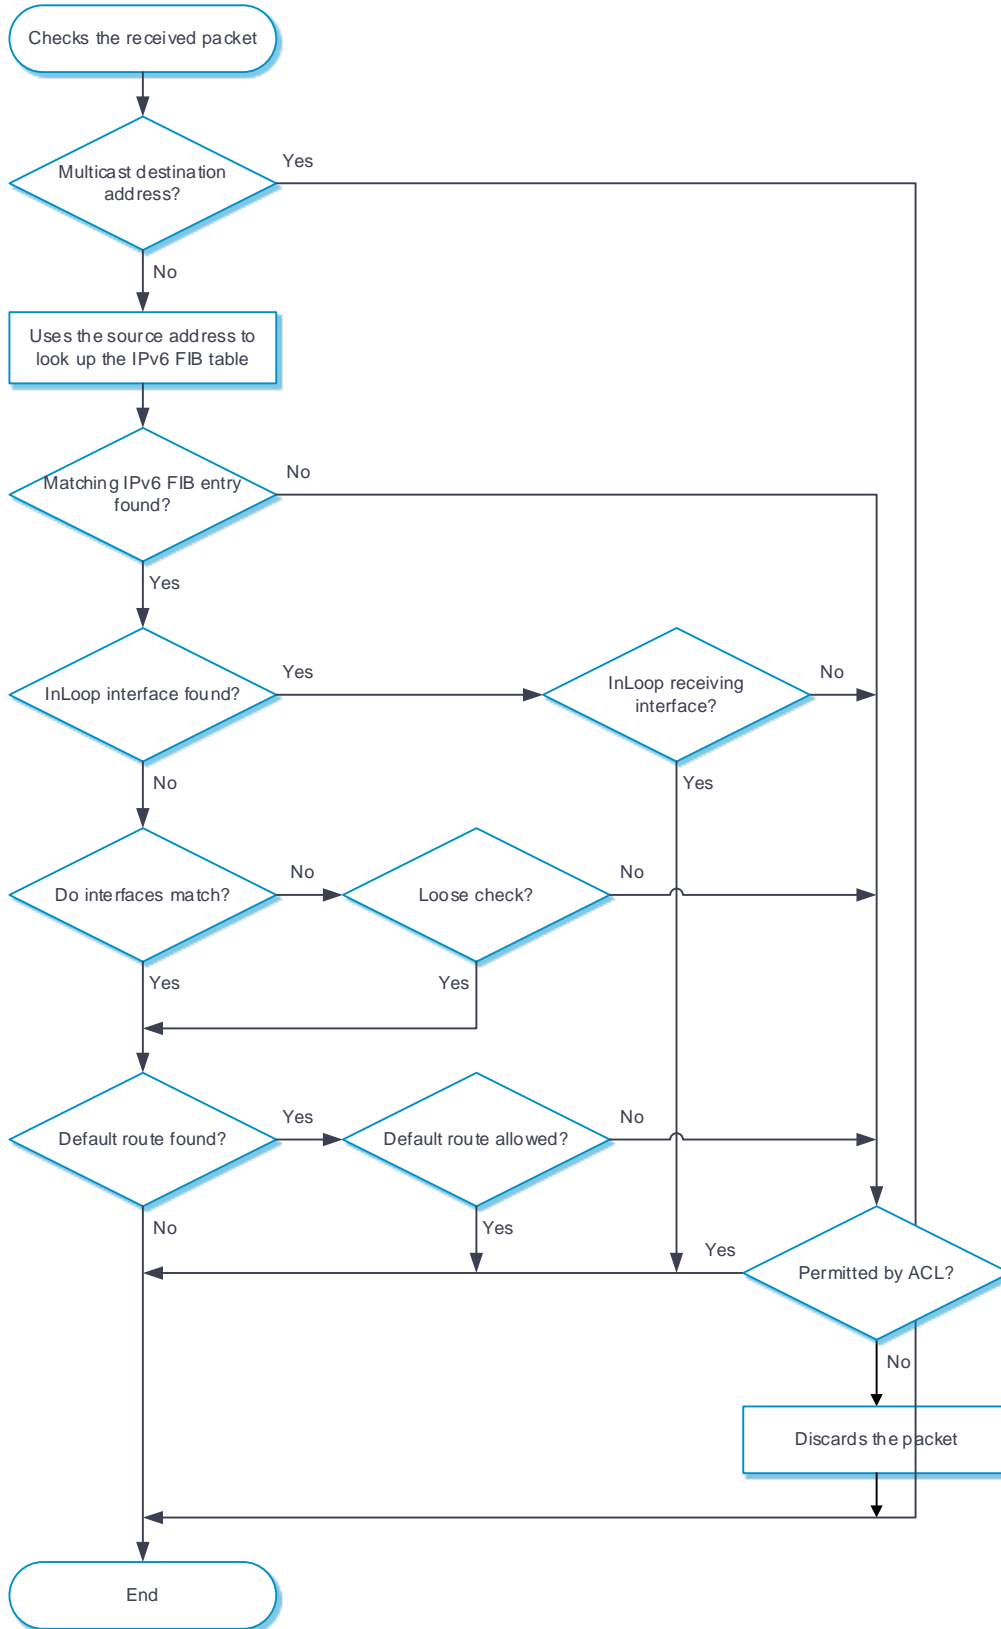 Checks the received packet
Yes
Multicast destination
address?
No
Uses the source address to
look up the IPv6 FIB table
No
Matching IPv6 FIB entry
found?
Yes
Yes
No
InLoop interface found?
InLoop receiving
interface?
No
Yes
No
No
Do interfaces match?
Loose check?
Yes
Yes
Yes
No
Default route found?
Default route allowed?
No
Yes
Yes
Permitted by ACL?
No
Discards the packet
End